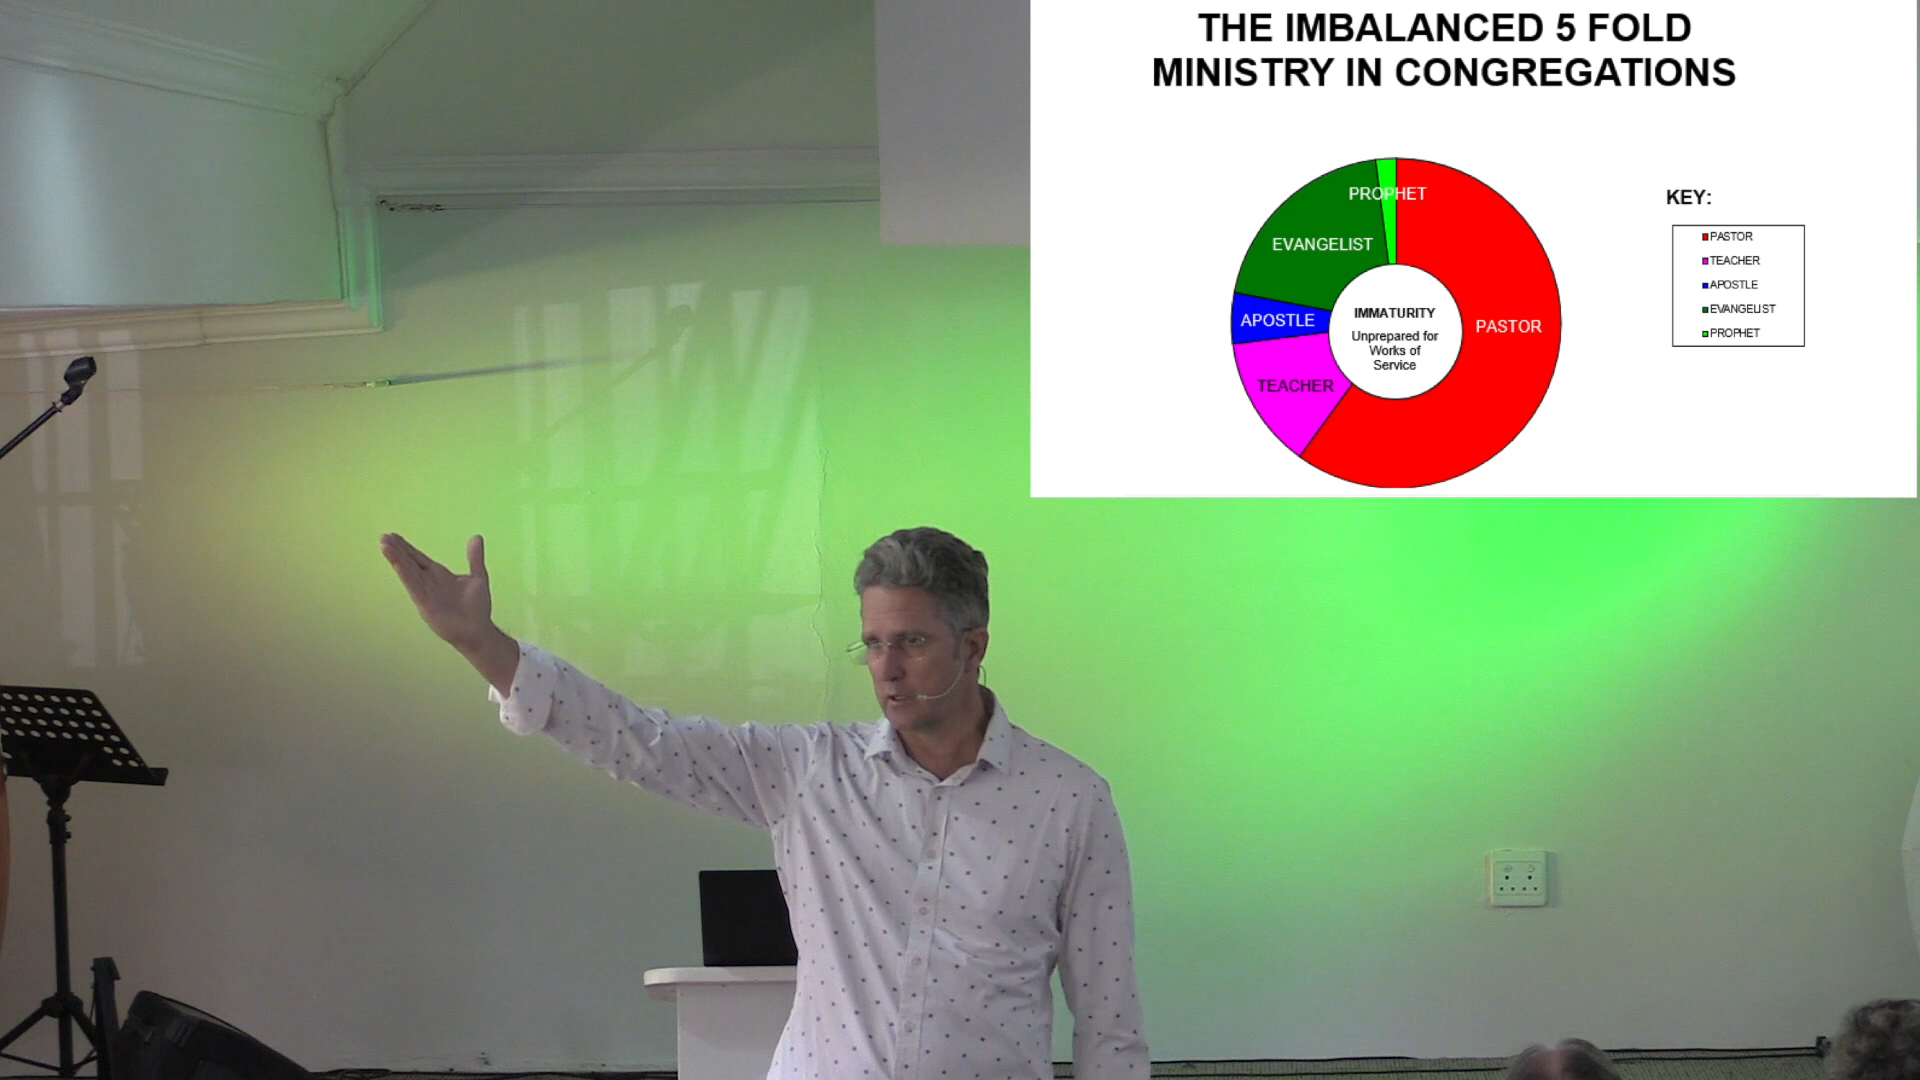 THE IMBALANCED 5 FOLD
MINISTRY IN CONGREGATIONS
PROPHET
EVANGELIST
APOSTLE
TEACHER
PASTOR
IMMATURITY
Unprepared for
Works of
Service
KEY:
PASTOR
TEACHER
APOSTLE
EVANGELIST
PROPHET